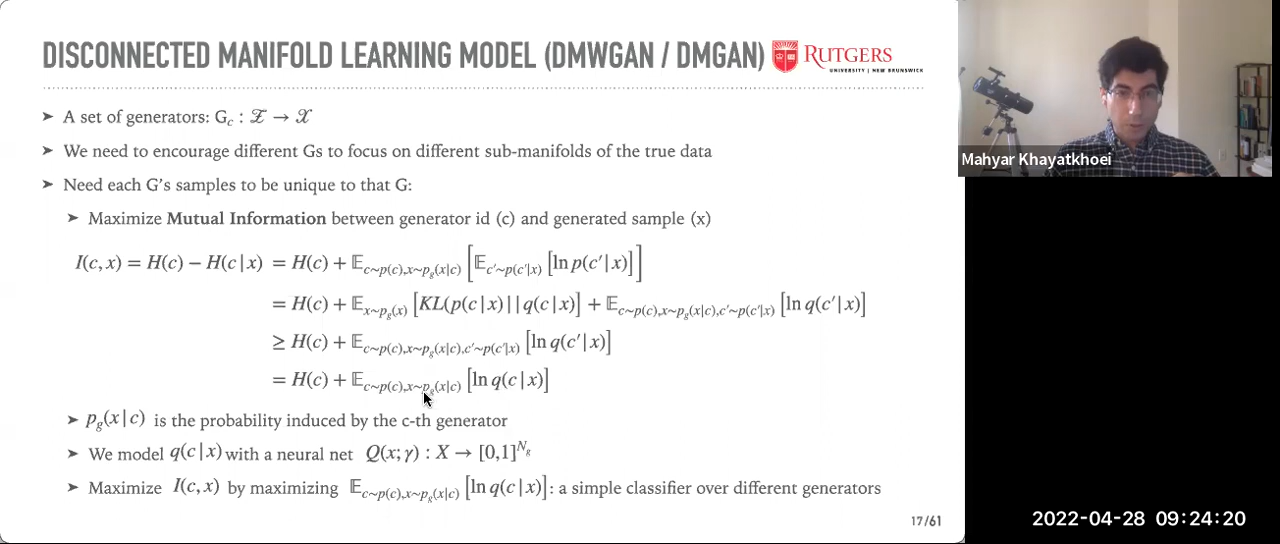 DISCONNECTED MANIFOLD LEARNING MODEL (DMWGAN / DMGAN)
RUTGERS
UNIVERSITY | NEW BRUNSWICK
➤ A set of generators: G_c : 𝒵 → 𝒳
➤ We need to encourage different Gs to focus on different sub-manifolds of the true data
➤ Need each G's samples to be unique to that G:
➤ Maximize Mutual Information between generator id (c) and generated sample (x)
I(c, x) = H(c) − H(c | x) = H(c) + 𝔼_{c∼p(c),x∼p_g(x|c)} [𝔼_{c′∼p(c′|x)} [ln p(c′ | x)]]
= H(c) + 𝔼_{x∼p_g(x)} [KL(p(c | x) || q(c | x)] + 𝔼_{c∼p(c),x∼p_g(x|c),c′∼p(c′|x)} [ln q(c′ | x)]
≥ H(c) + 𝔼_{c∼p(c),x∼p_g(x|c),c′∼p(c′|x)} [ln q(c′ | x)]
= H(c) + 𝔼_{c∼p(c),x∼p_g(x|c)} [ln q(c | x)]
➤ p_g(x | c) is the probability induced by the c-th generator
➤ We model q(c | x) with a neural net Q(x; γ) : X → [0,1]^{N_g}
➤ Maximize I(c, x) by maximizing 𝔼_{c∼p(c),x∼p_g(x|c)} [ln q(c | x)]: a simple classifier over different generators
17/61
Mahyar Khayatkhoei
2022-04-28 09:24:20